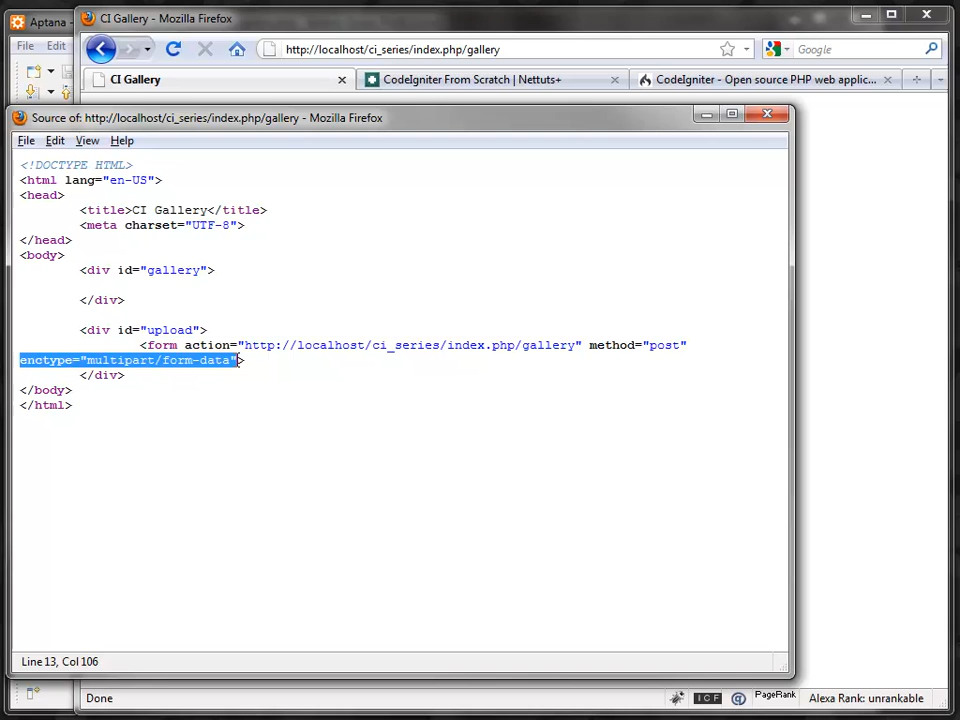 Aptana
CI Gallery - Mozilla Firefox
File Edit
http://localhost/ci_series/index.php/gallery
Google
CI Gallery
CodeIgniter From Scratch | Nettuts+
CodeIgniter - Open source PHP web applic...
Source of: http://localhost/ci_series/index.php/gallery - Mozilla Firefox
File Edit View Help
<!DOCTYPE HTML>
<html lang="en-US">
<head>
<title>CI Gallery</title>
<meta charset="UTF-8">
</head>
<body>
<div id="gallery">
</div>
<div id="upload">
<form action="http://localhost/ci_series/index.php/gallery" method="post"
enctype="multipart/form-data">
</div>
</body>
</html>
Line 13, Col 106
Done
ICF
PageRank
Alexa Rank: unrankable